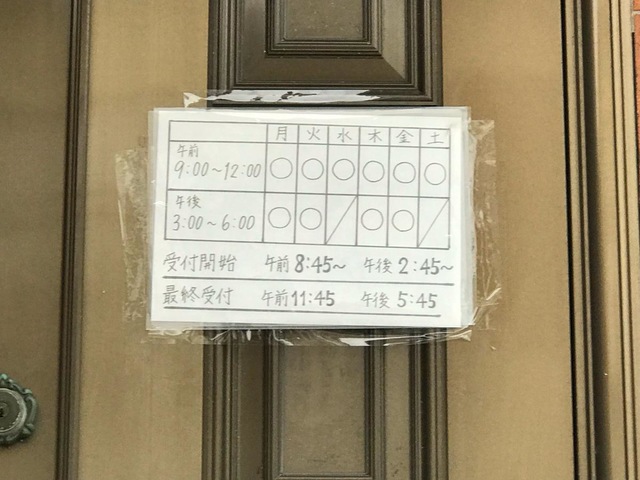 月 火 水 木 金 土
午前
9:00～12:00 ○ ○ ○ ○ ○ ○
午後
3:00～6:00 ○ ○ ／ ○ ○ ／
受付開始 午前 8:45～ 午後 2:45～
最終受付 午前 11:45 午後 5:45